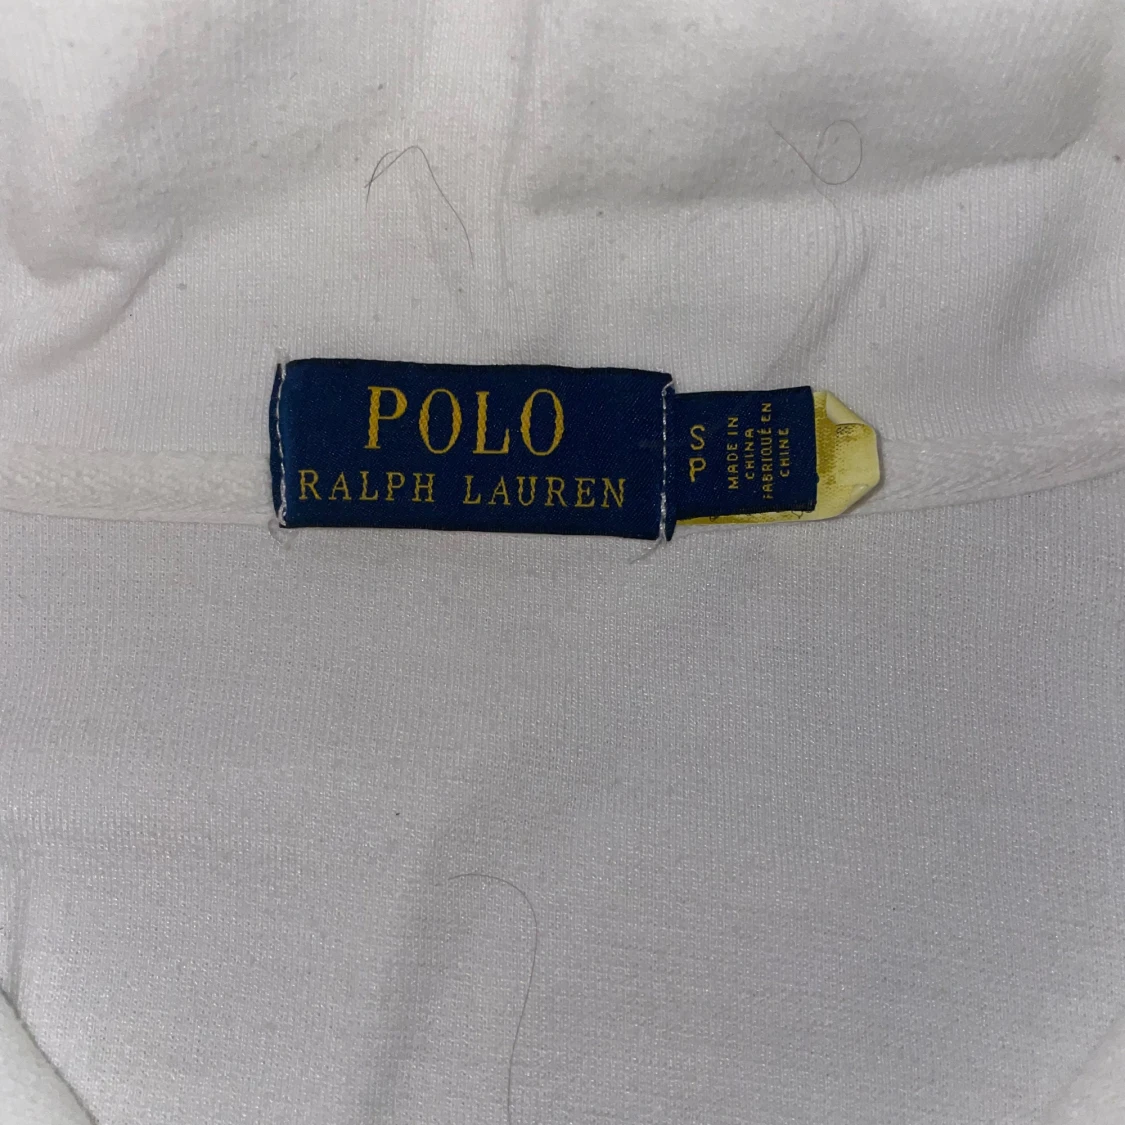 POLO
RALPH LAUREN
S
P
MADE IN
CHINA
FABRIQUÉ EN
CHINE